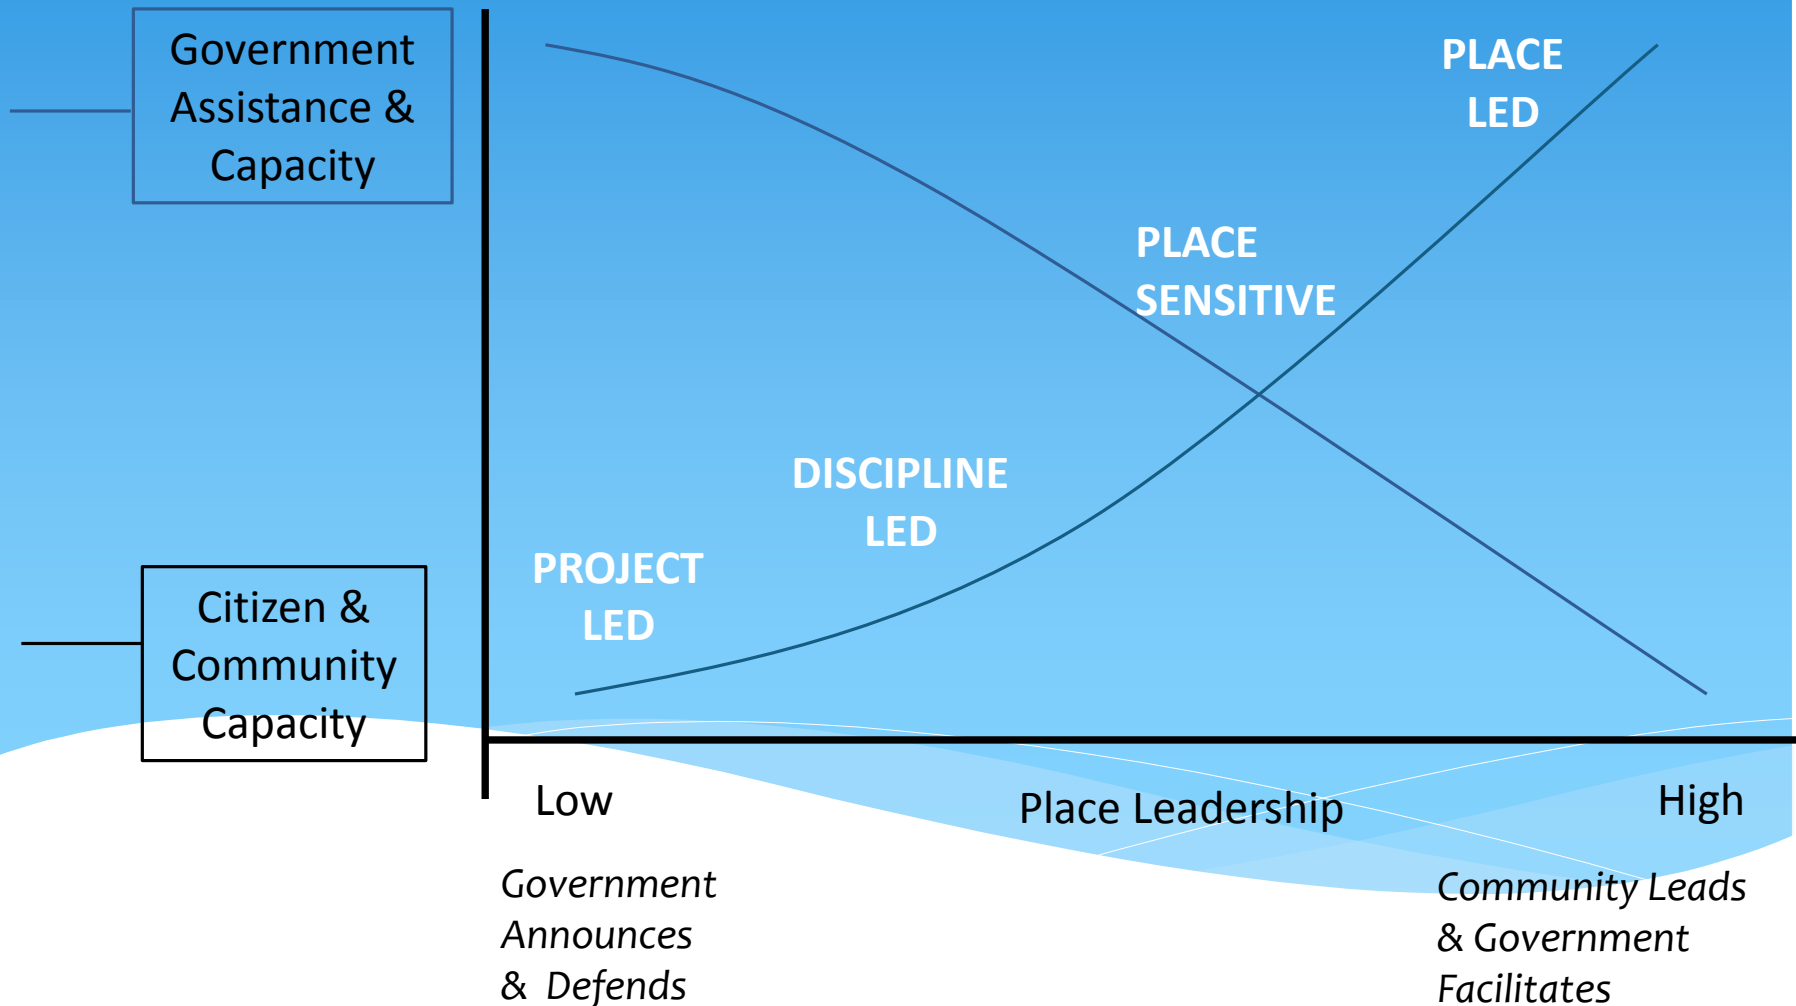 Government
Assistance &
Capacity
PLACE
LED
PLACE
SENSITIVE
DISCIPLINE
LED
PROJECT
LED
Citizen &
Community
Capacity
Low
Place Leadership
High
Government
Announces
& Defends
Community Leads
& Government
Facilitates